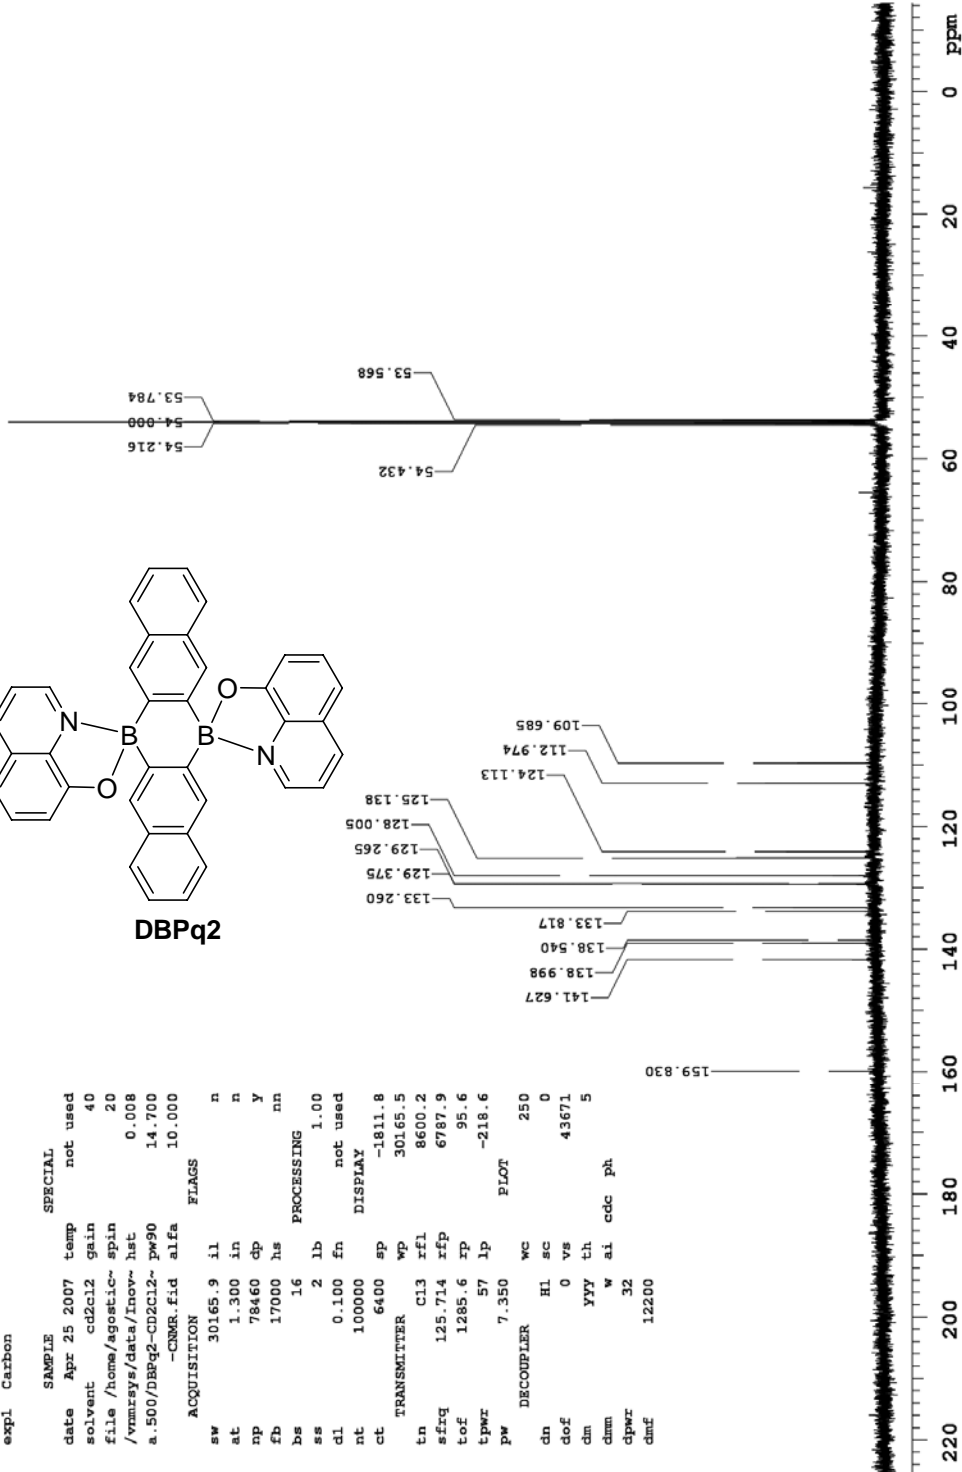 expl Carbon
SAMPLE SPECIAL
date Apr 25 2007 temp not used
solvent cd2cl2 gain 40
file /home/agostic~ spin 20
/vnmrsys/data/Inov~ hst 0.008
a.500/DBPq2-CD2Cl2~ pw90 14.700
-CNMR.fid alfa 10.000
ACQUISITION FLAGS
sw 30165.9 il n
at 1.300 in n
np 78460 dp y
fb 17000 hs nn
bs 16 PROCESSING
ss 2 lb 1.00
d1 0.100 fn not used
nt 100000 DISPLAY
ct 6400 sp -1811.8
TRANSMITTER wp 30165.5
tn C13 rfl 8600.2
sfrq 125.714 rfp 6787.9
tof 1285.6 rp 95.6
tpwr 57 lp -218.6
pw 7.350 PLOT
DECOUPLER wc 250
dn H1 sc 0
dof 0 vs 43671
dm yyy th 5
dmm w ai cdc ph
dpwr 32
dmf 12200
O
N
B
B
O
N
DBPq2
159.830
141.627
138.998
138.540
133.817
133.260
129.375
129.265
128.005
125.138
124.113
112.974
109.685
54.432
54.216
54.000
53.784
53.568
220 200 180 160 140 120 100 80 60 40 20 0 ppm